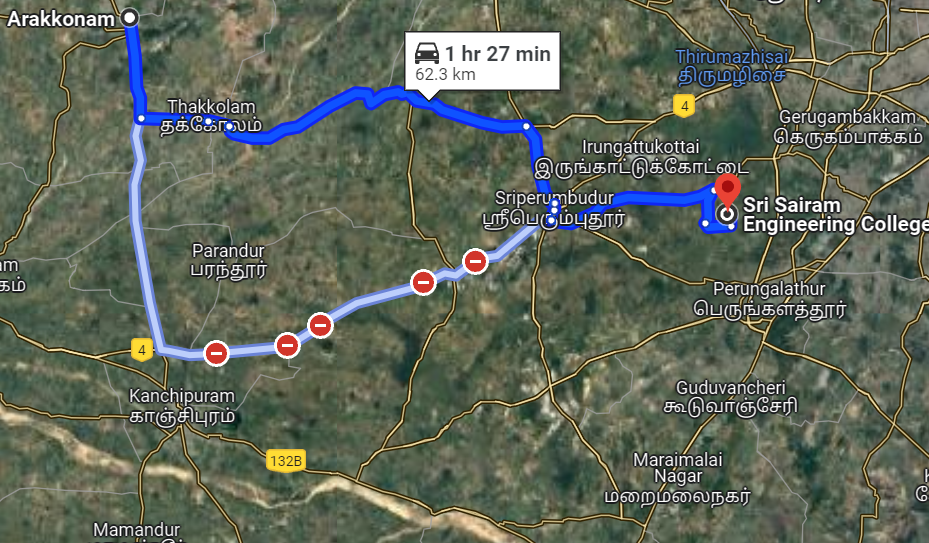 Arakkonam
1 hr 27 min
62.3 km
Thirumazhisai
திருமழிசை
Thakkolam
தக்கோலம்
4
Gerugambakkam
கெருகம்பாக்கம்
Irungattukottai
இருங்காட்டுக்கோட்டை
Sriperumbudur
ஸ்ரீபெரும்புதூர்
Sri Sairam
Engineering College
Parandur
பரந்தூர்
Perungalathur
பெருங்களத்தூர்
4
Kanchipuram
காஞ்சிபுரம்
Guduvancheri
கூடுவாஞ்சேரி
132B
Maraimalai
Nagar
மறைமலைநகர்
Mamandur